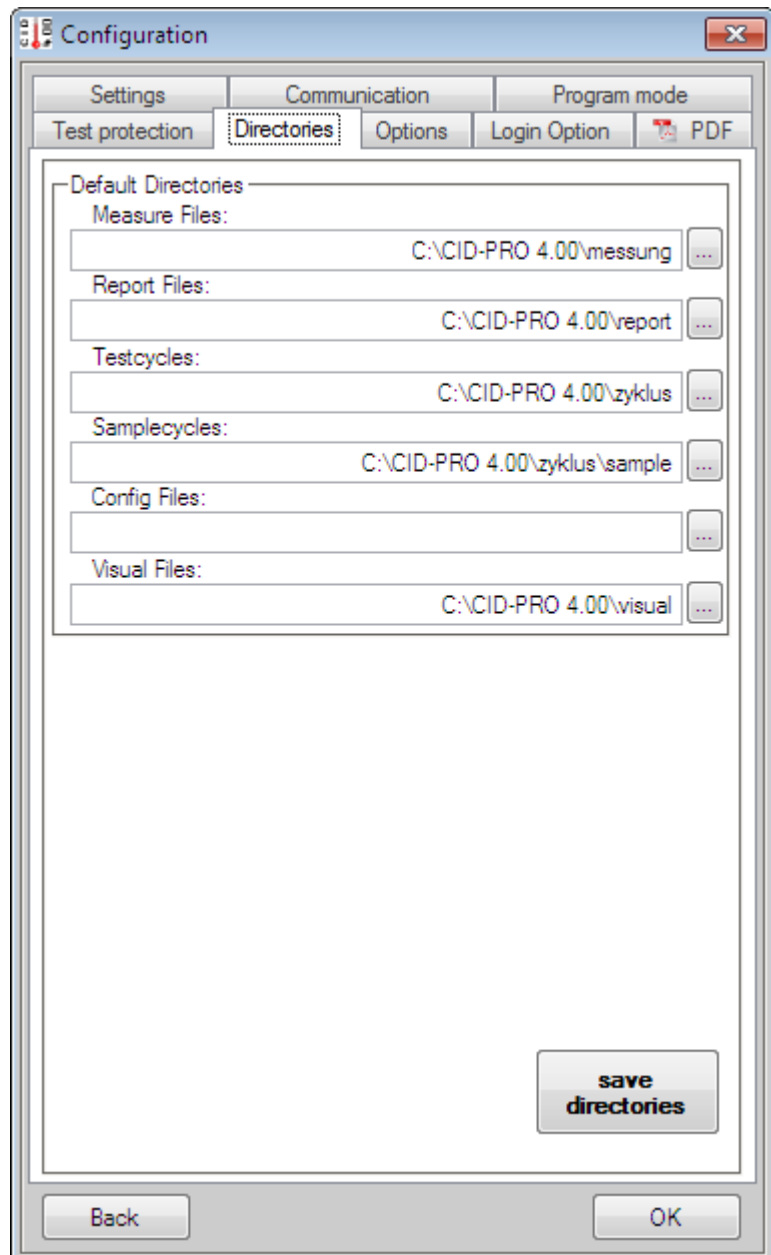 Configuration
Settings Communication Program mode
Test protection Directories Options Login Option PDF
Default Directories
Measure Files:
C:\CID-PRO 4.00\messung ...
Report Files:
C:\CID-PRO 4.00\report ...
Testcycles:
C:\CID-PRO 4.00\zyklus ...
Samplecycles:
C:\CID-PRO 4.00\zyklus\sample ...
Config Files:
...
Visual Files:
C:\CID-PRO 4.00\visual ...
save
directories
Back OK